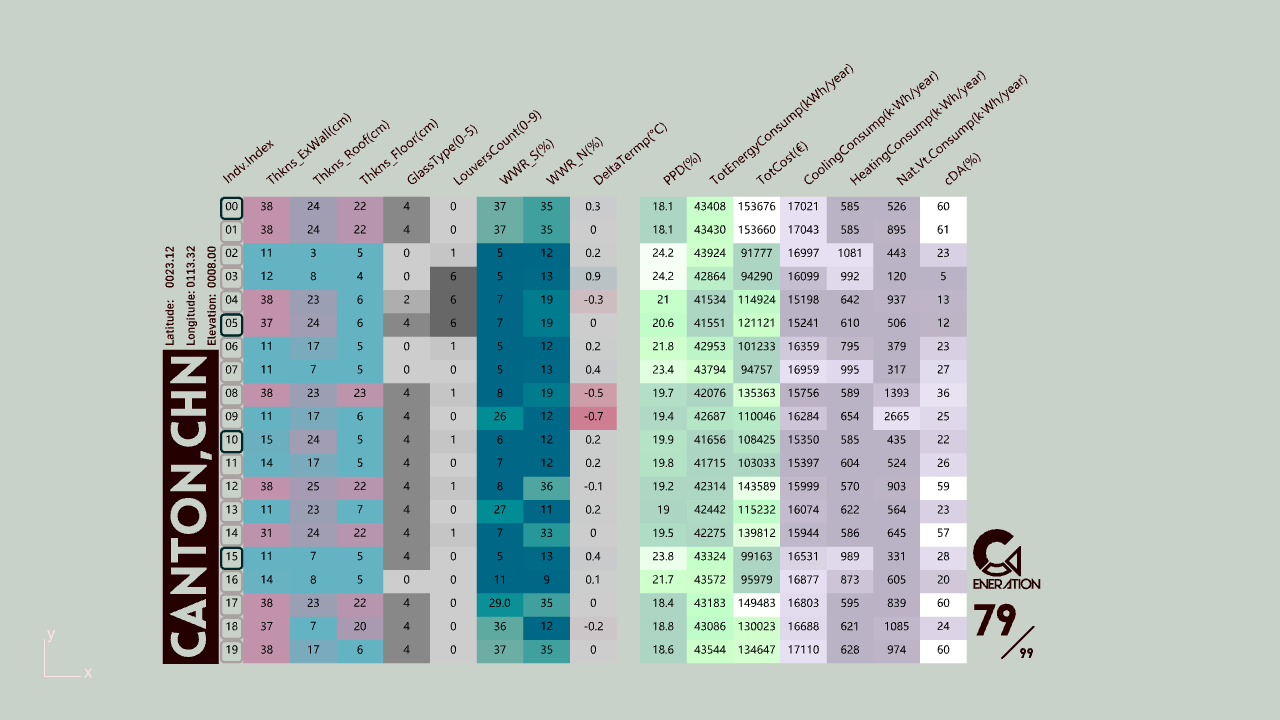 Indv.Index Thkns_ExWall(cm) Thkns_Roof(cm) Thkns_Floor(cm) GlassType(0-5) LouversCount(0-9) WWR_S(%) WWR_N(%) DeltaTermp(°C) PPD(%) TotEnergyConsump(kWh/year) TotCost(€) CoolingConsump(k·Wh/year) HeatingConsump(k·Wh/year) Nat.Vt.Consump(k·Wh/year) cDA(%)
00 38 24 22 4 0 37 35 0.3 18.1 43408 153676 17021 585 526 60
01 38 24 22 4 0 37 35 0 18.1 43430 153660 17043 585 895 61
02 11 3 5 0 1 5 12 0.2 24.2 43924 91777 16997 1081 443 23
03 12 8 4 0 6 5 13 0.9 24.2 42864 94290 16099 992 120 5
04 38 23 6 2 6 7 19 -0.3 21 41534 114924 15198 642 937 13
05 37 24 6 4 6 7 19 0 20.6 41551 121121 15241 610 506 12
06 11 17 5 0 1 5 12 0.2 21.8 42953 101233 16359 795 379 23
07 11 7 5 0 0 5 13 0.4 23.4 43794 94757 16959 995 317 27
08 38 23 23 4 1 8 19 -0.5 19.7 42076 135363 15756 589 1393 36
09 11 17 6 4 0 26 12 -0.7 19.4 42687 110046 16284 654 2665 25
10 15 24 5 4 1 6 12 0.2 19.9 41656 108425 15350 585 435 22
11 14 17 5 4 0 7 12 0.2 19.8 41715 103033 15397 604 524 26
12 38 25 22 4 1 8 36 -0.1 19.2 42314 143589 15999 570 903 59
13 11 23 7 4 0 27 11 0.2 19 42442 115232 16074 622 564 23
14 31 24 22 4 1 7 33 0 19.5 42275 139812 15944 586 645 57
15 11 7 5 4 0 5 13 0.4 23.8 43324 99163 16531 989 331 28
16 14 8 5 0 0 11 9 0.1 21.7 43572 95979 16877 873 605 20
17 38 23 22 4 0 29.0 35 0 18.4 43183 149483 16803 595 839 60
18 37 7 20 4 0 36 12 -0.2 18.8 43086 130023 16688 621 1085 24
19 38 17 6 4 0 37 35 0 18.6 43544 134647 17110 628 974 60
CANTON,CHN
Latitude: 0023.12
Longitude: 0113.32
Elevation: 0008.00
G
ENERATION
79/99
y
x